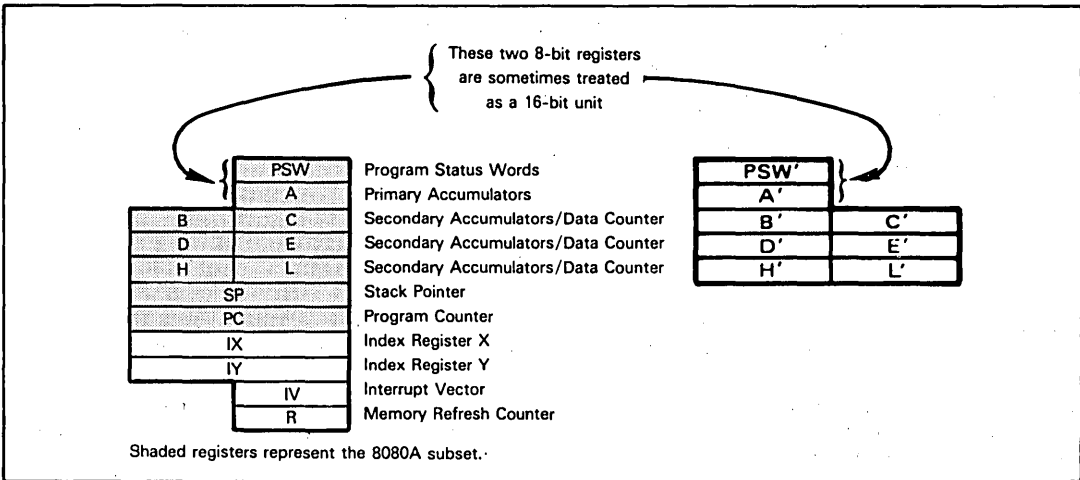 These two 8-bit registers
are sometimes treated
as a 16-bit unit
PSW Program Status Words PSW′
A Primary Accumulators A′
B C Secondary Accumulators/Data Counter B′ C′
D E Secondary Accumulators/Data Counter D′ E′
H L Secondary Accumulators/Data Counter H′ L′
SP Stack Pointer
PC Program Counter
IX Index Register X
IY Index Register Y
IV Interrupt Vector
R Memory Refresh Counter
Shaded registers represent the 8080A subset.